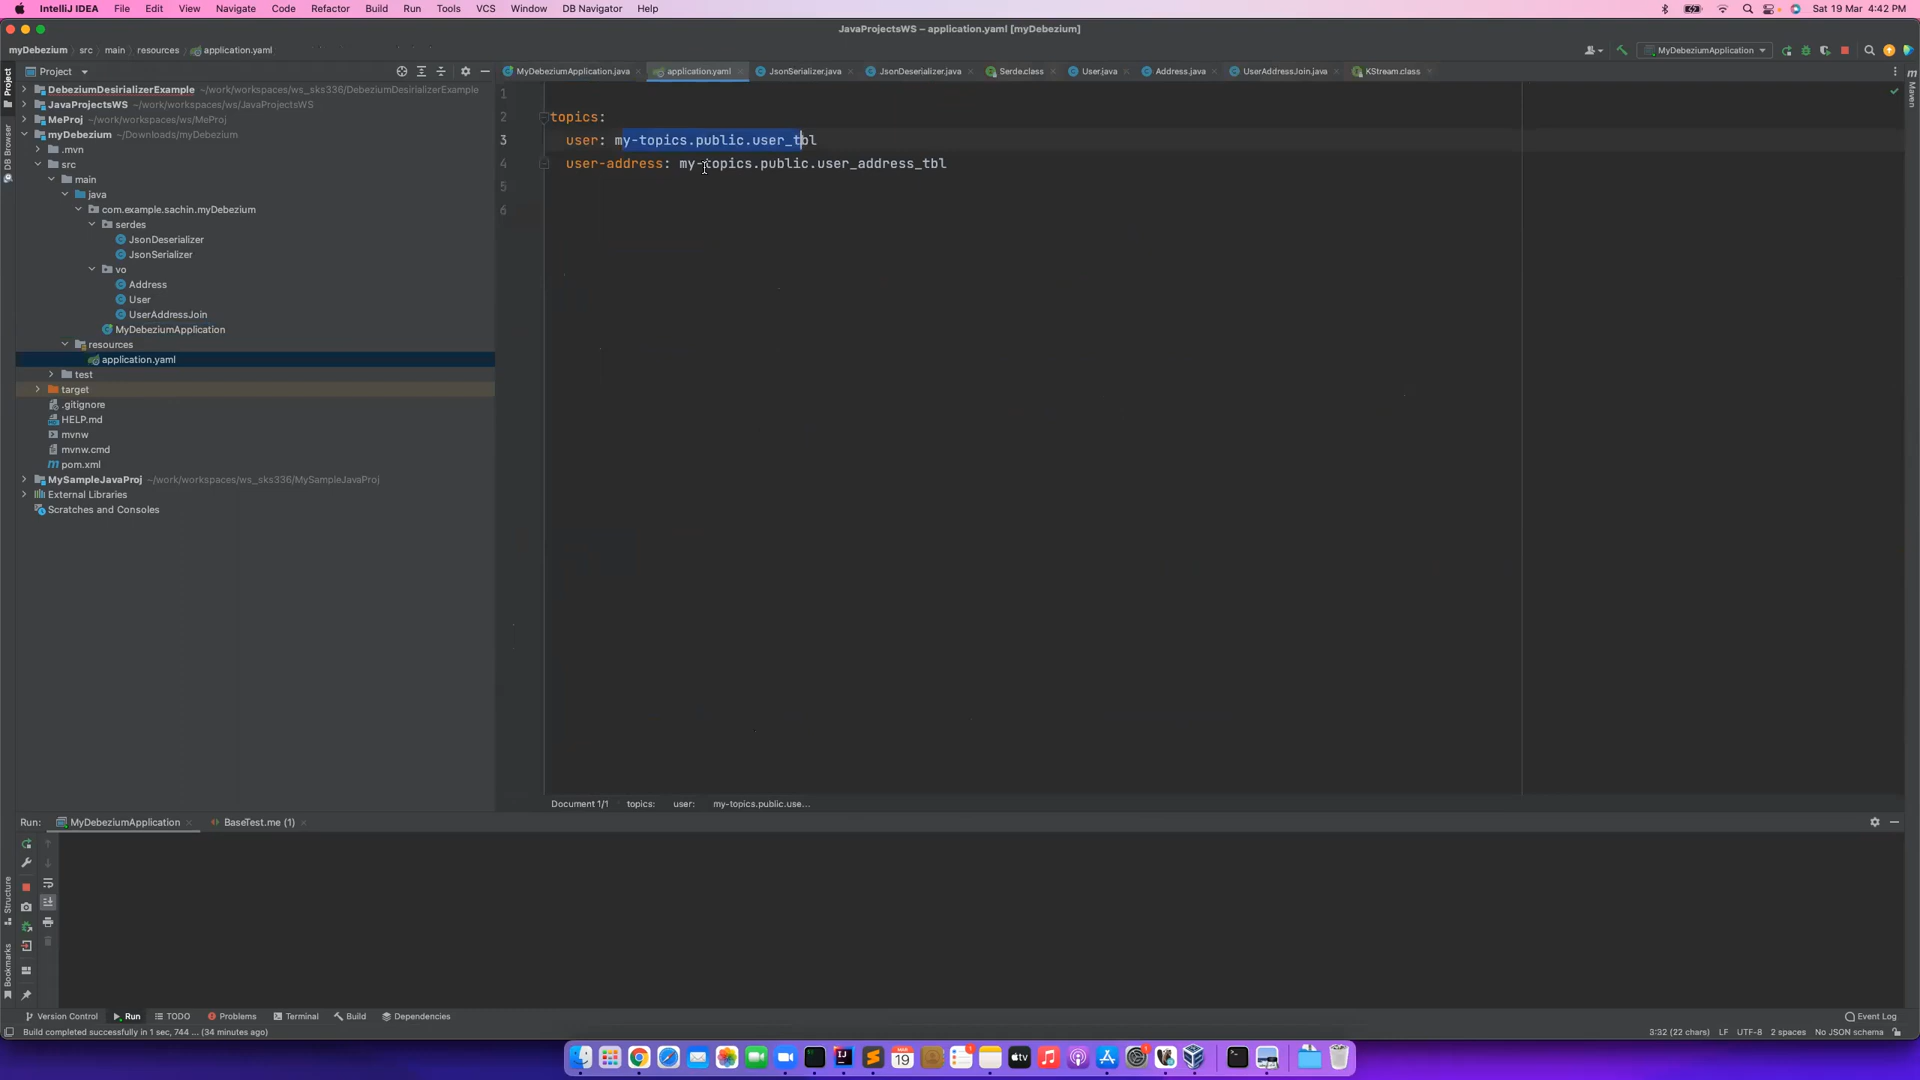 IntelliJ IDEA File Edit View Navigate Code Refactor Build Run Tools VCS Window DB Navigator Help Sat 19 Mar 4:42 PM
JavaProjectsWS – application.yaml [myDebezium]
myDebezium src main resources application.yaml MyDebeziumApplication
Project MyDebeziumApplication.java application.yaml JsonSerializer.java JsonDeserializer.java Serde.class User.java Address.java UserAddressJoin.java KStream.class
Project
DB Browser
Maven
DebeziumDesirializerExample ~/work/workspaces/ws_sks336/DebeziumDesirializerExample
JavaProjectsWS ~/work/workspaces/ws/JavaProjectsWS
MeProj ~/work/workspaces/ws/MeProj
myDebezium ~/Downloads/myDebezium
.mvn
src
main
java
com.example.sachin.myDebezium
serdes
JsonDeserializer
JsonSerializer
vo
Address
User
UserAddressJoin
MyDebeziumApplication
resources
application.yaml
test
target
.gitignore
HELP.md
mvnw
mvnw.cmd
pom.xml
MySampleJavaProj ~/work/workspaces/ws_sks336/MySampleJavaProj
External Libraries
Scratches and Consoles
1
2 topics:
3 user: my-topics.public.user_tbl
4 user-address: my-topics.public.user_address_tbl
5
6
Document 1/1 topics: user: my-topics.public.use...
Run: MyDebeziumApplication BaseTest.me (1)
Structure
Bookmarks
Version Control Run TODO Problems Terminal Build Dependencies Event Log
Build completed successfully in 1 sec, 744 ... (34 minutes ago) 3:32 (22 chars) LF UTF-8 2 spaces No JSON schema
MAR
19